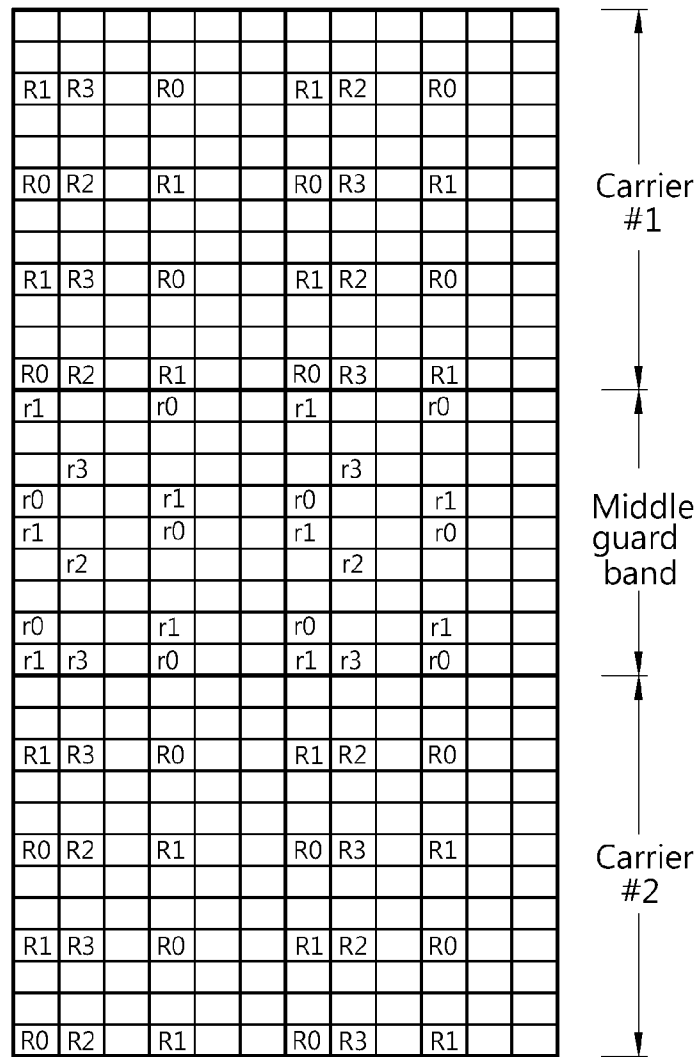 R1 R3 R0 R1 R2 R0
R0 R2 R1 R0 R3 R1
Carrier
#1
R1 R3 R0 R1 R2 R0
R0 R2 R1 R0 R3 R1
r1 r0 r1 r0
r3 r3
r0 r1 r0 r1
r1 r0 r1 r0
r2 r2
Middle
guard
band
r0 r1 r0 r1
r1 r3 r0 r1 r3 r0
R1 R3 R0 R1 R2 R0
R0 R2 R1 R0 R3 R1
Carrier
#2
R1 R3 R0 R1 R2 R0
R0 R2 R1 R0 R3 R1